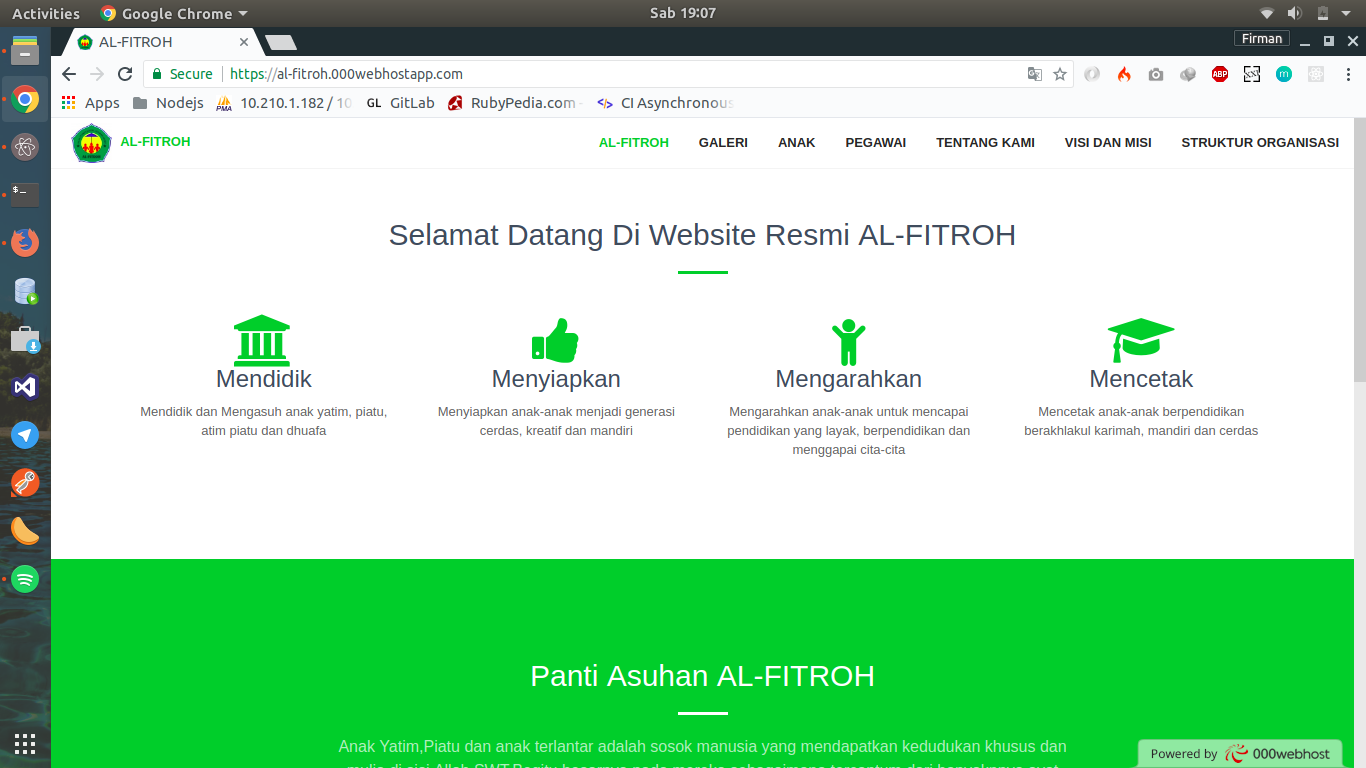 Activities
Google Chrome
Sab 19:07
AL-FITROH
Firman
Secure
https://al-fitroh.000webhostapp.com
ABP
m
Apps
Nodejs
PMA
10.210.1.182 / 10
GL GitLab
RubyPedia.com -
CI Asynchronous
AL-FITROH
AL-FITROH GALERI ANAK PEGAWAI TENTANG KAMI VISI DAN MISI STRUKTUR ORGANISASI
Selamat Datang Di Website Resmi AL-FITROH
Mendidik
Mendidik dan Mengasuh anak yatim, piatu,
atim piatu dan dhuafa
Menyiapkan
Menyiapkan anak-anak menjadi generasi
cerdas, kreatif dan mandiri
Mengarahkan
Mengarahkan anak-anak untuk mencapai
pendidikan yang layak, berpendidikan dan
menggapai cita-cita
Mencetak
Mencetak anak-anak berpendidikan
berakhlakul karimah, mandiri dan cerdas
Panti Asuhan AL-FITROH
Anak Yatim,Piatu dan anak terlantar adalah sosok manusia yang mendapatkan kedudukan khusus dan
Powered by 000webhost